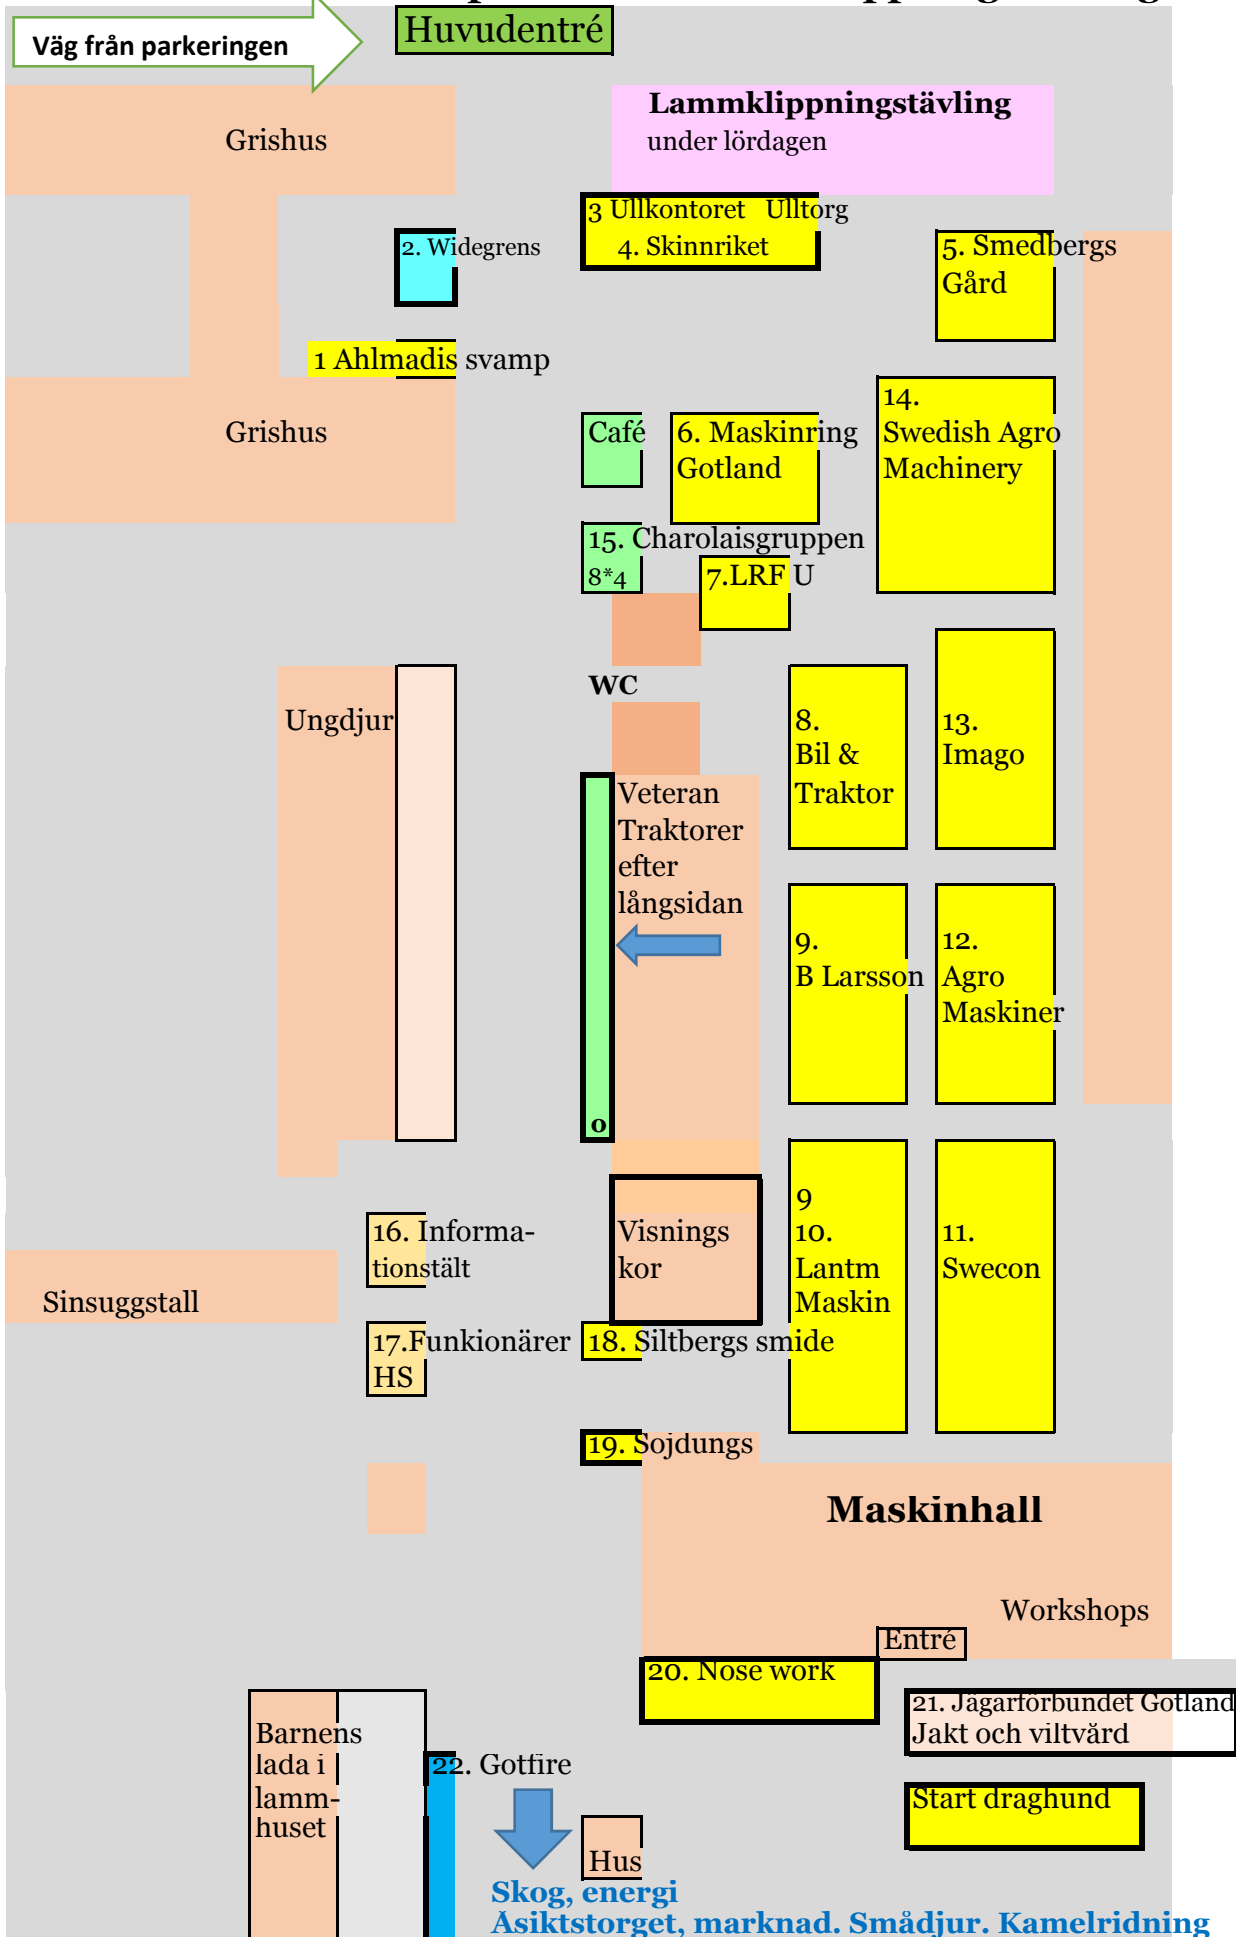 Väg från parkeringen
Huvudentré
Lammklippningstävling
under lördagen
Grishus
3 Ullkontoret Ulltorg
4. Skinnriket
2. Widegrens
5. Smedbergs
Gård
1 Ahlmadis svamp
Grishus
Café
6. Maskinring
Gotland
14.
Swedish Agro
Machinery
15. Charolaisgruppen
8*4
7.LRF U
WC
Ungdjur
8.
Bil &
Traktor
13.
Imago
Veteran
Traktorer
efter
långsidan
9.
B Larsson
12.
Agro
Maskiner
0
16. Informa-
tionstält
Visnings
kor
9
10.
Lantm
Maskin
11.
Swecon
Sinsuggstall
17.Funkionärer
HS
18. Siltbergs smide
19. Sojdungs
Maskinhall
Workshops
Entré
20. Nose work
21. Jägarförbundet Gotland
Jakt och viltvård
Barnens
lada i
lamm-
huset
22. Gotfire
Start draghund
Hus
Skog, energi
Åsiktstorget, marknad. Smådjur. Kamelridning